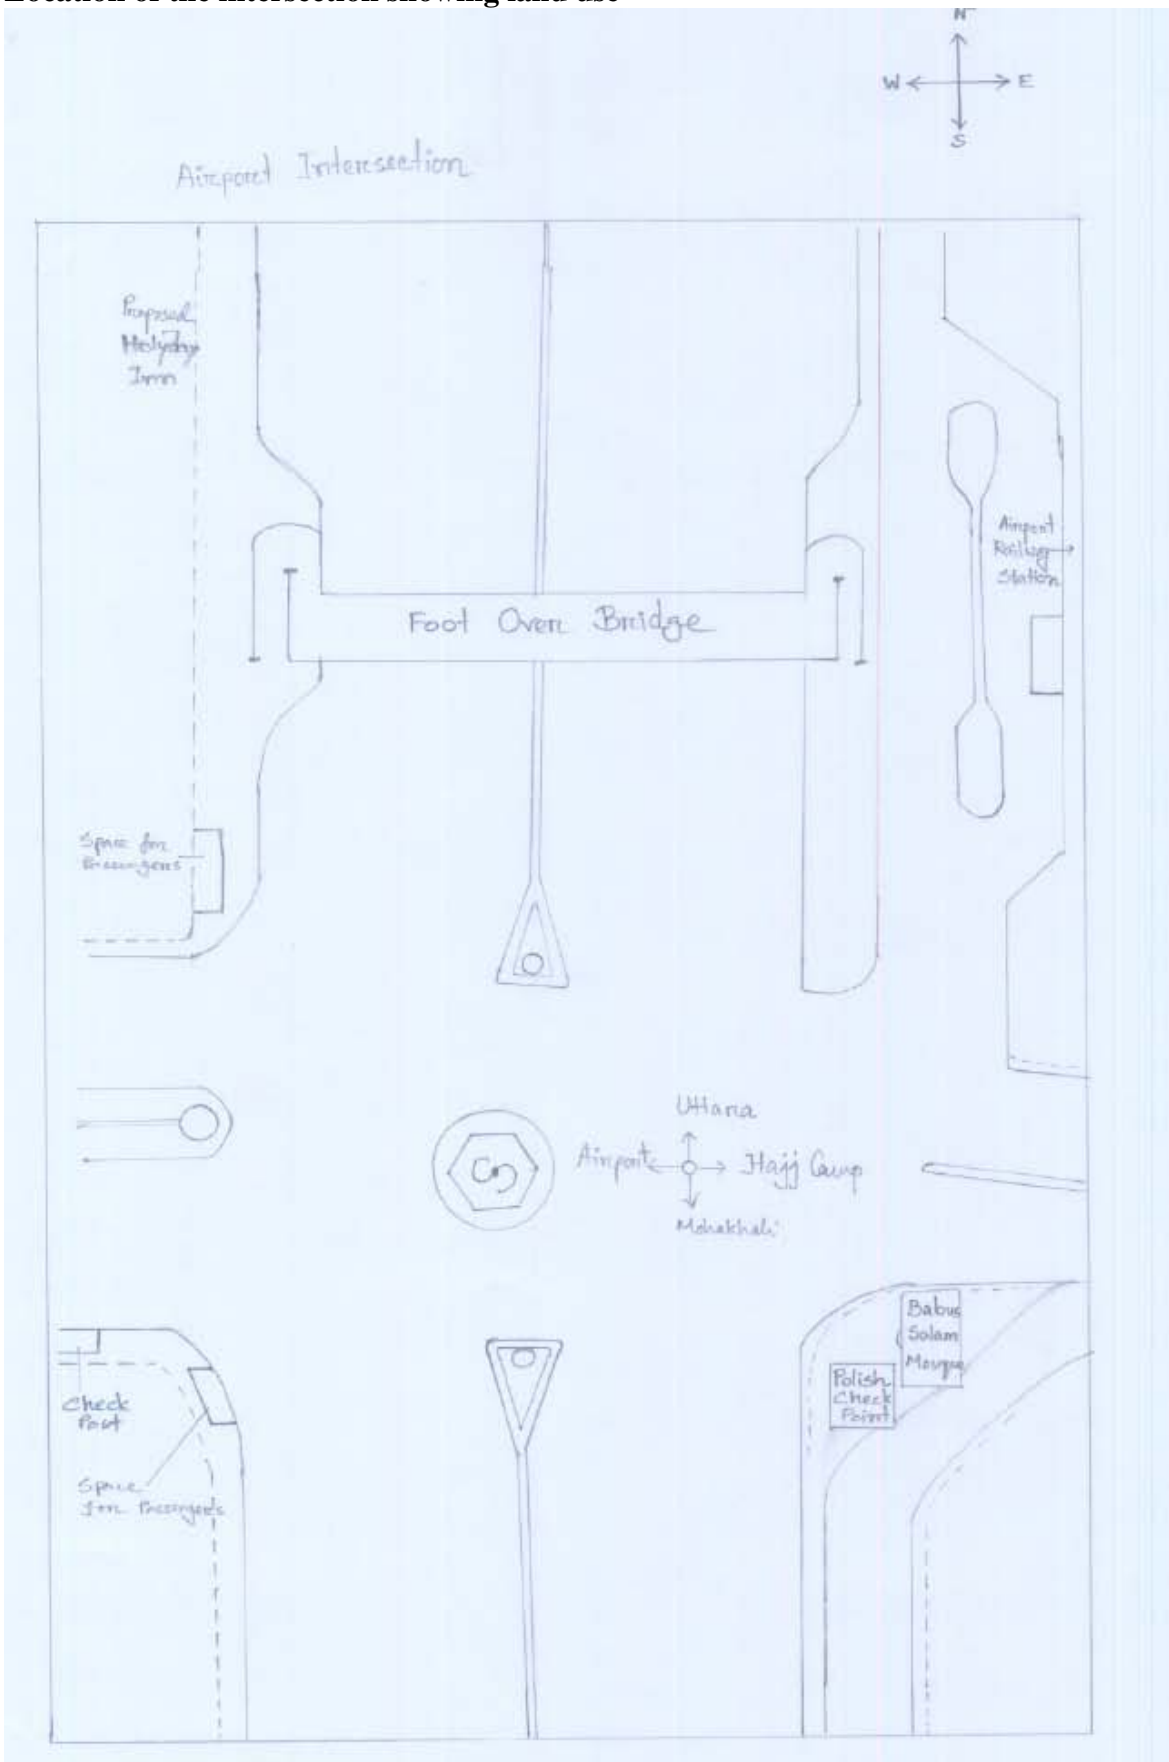 Location of the intersection showing land use
N
W E
S
Airport Intersection
Proposed
Holyday
Inn
Airport
Railway
Station
Foot Over Bridge
Space for
Passengers
Uttara
Airport Hajj Camp
Mohakhali
Babus
Salam
Mosque
Polish
Check
Point
Check
Post
Space
for Passengers